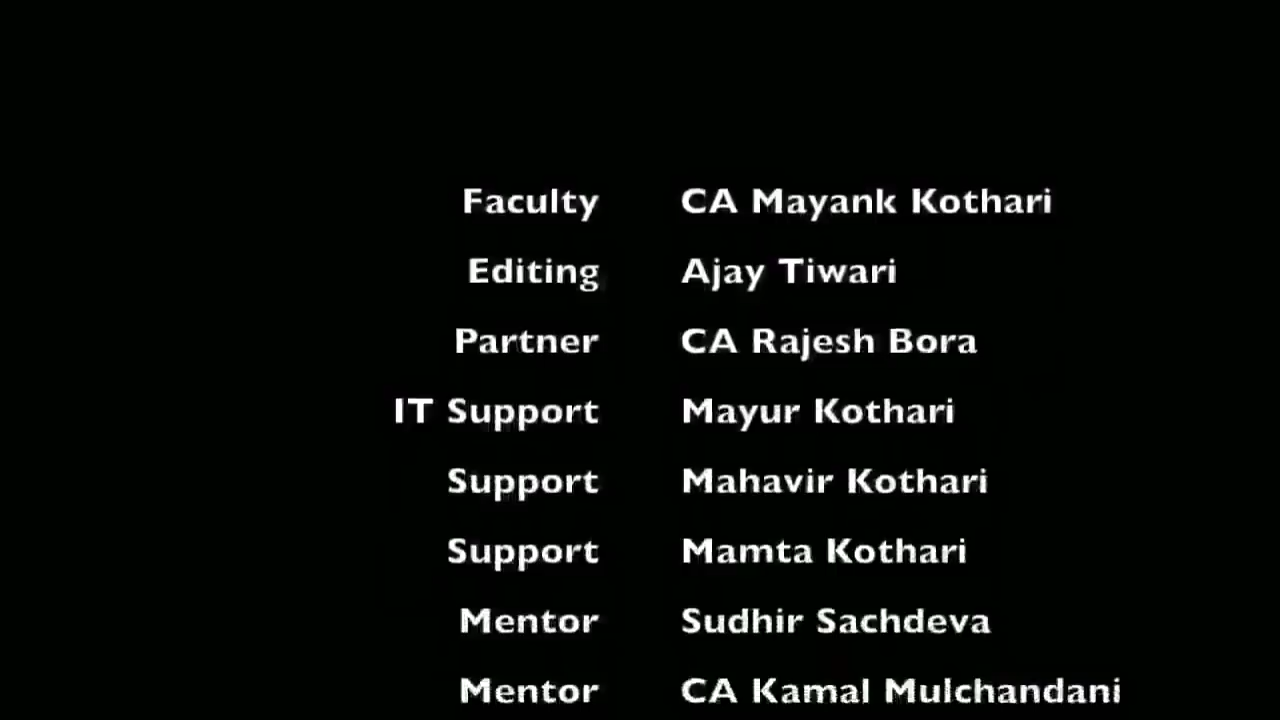 Faculty CA Mayank Kothari
Editing Ajay Tiwari
Partner CA Rajesh Bora
IT Support Mayur Kothari
Support Mahavir Kothari
Support Mamta Kothari
Mentor Sudhir Sachdeva
Mentor CA Kamal Mulchandani